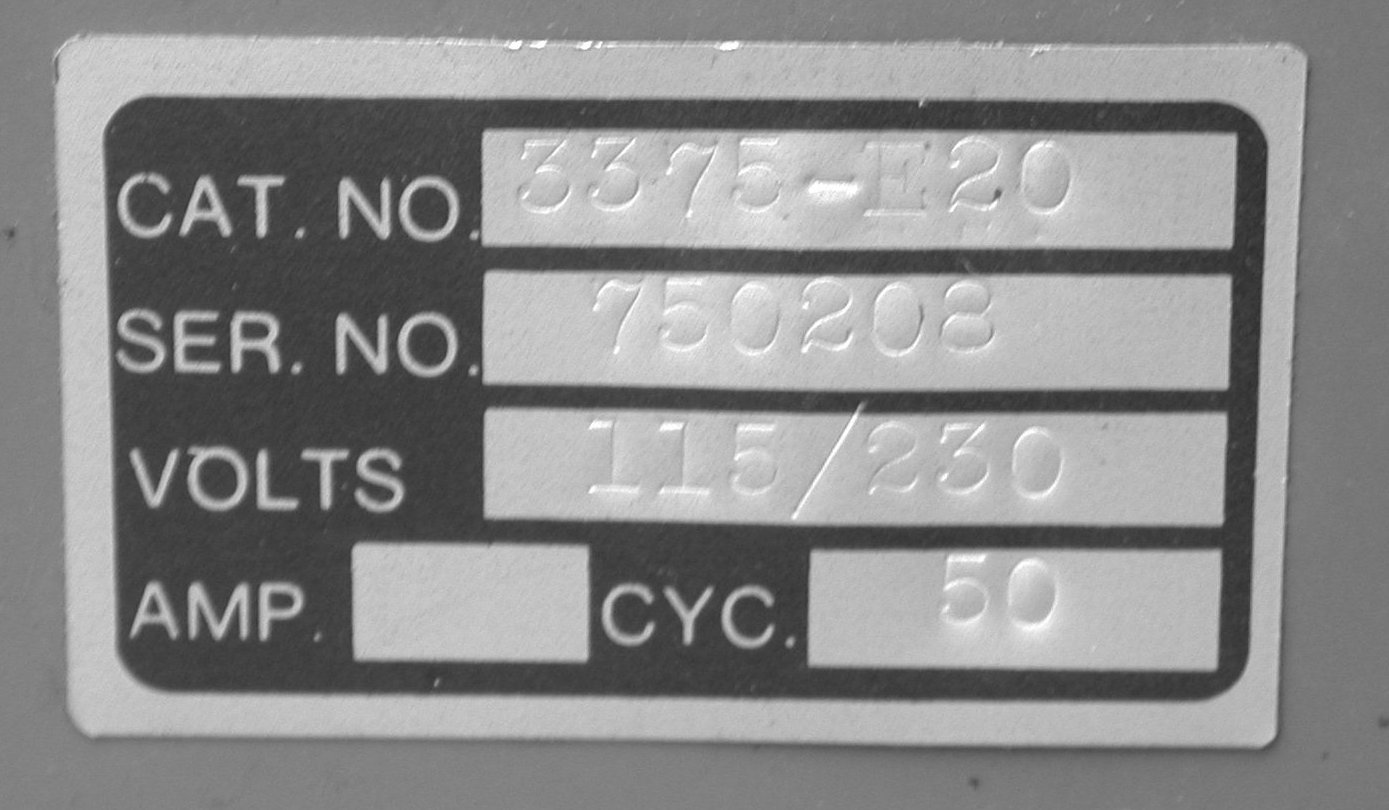 CAT. NO. 3375-E20
SER. NO. 750208
VOLTS 115/230
AMP. CYC. 50